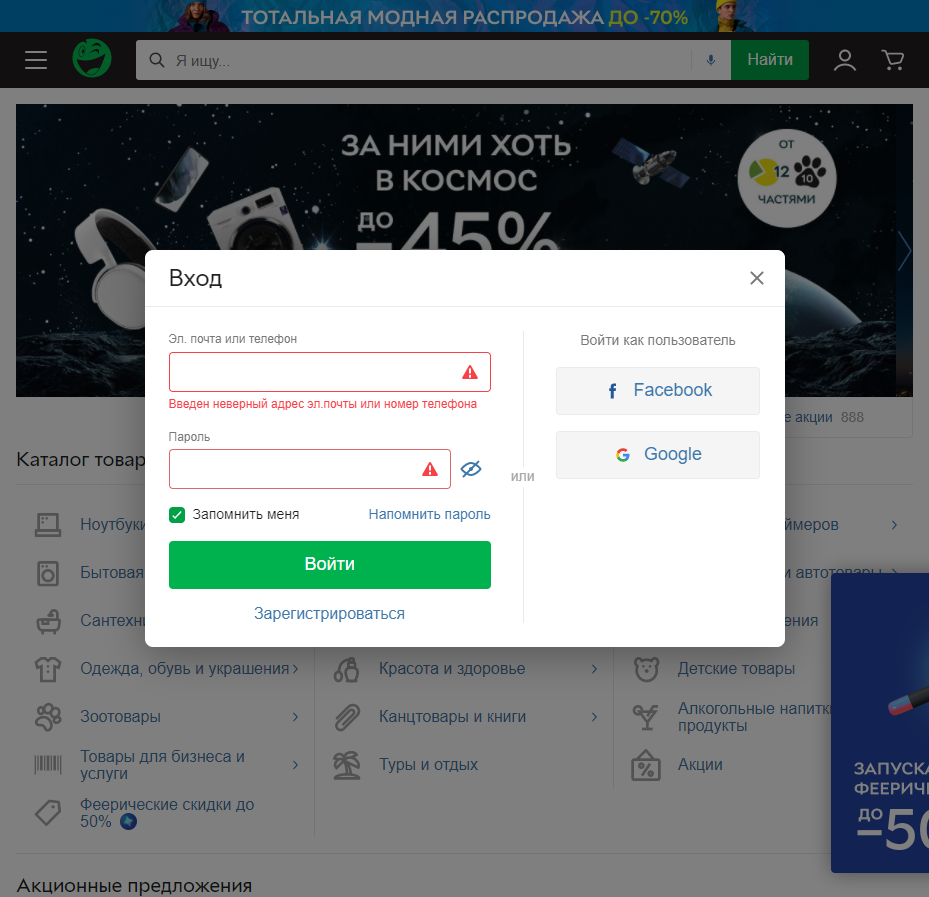 ТОТАЛЬНАЯ МОДНАЯ РАСПРОДАЖА ДО -70%
Я ищу...
Найти
ЗА НИМИ ХОТЬ
В КОСМОС
ДО
–45%
ОТ
12
10
ЧАСТЯМИ
Вход
Эл. почта или телефон
Введен неверный адрес эл.почты или номер телефона
Пароль
Запомнить меня
Напомнить пароль
Войти
Зарегистрироваться
или
Войти как пользователь
Facebook
Google
е акции 888
Каталог товар
Ноутбуки
Бытовая
Сантехни
Одежда, обувь и украшения
Зоотовары
Товары для бизнеса и
услуги
Феерические скидки до
50%
Красота и здоровье
Канцтовары и книги
Туры и отдых
ймеров
и автотовары
ения
Детские товары
Алкогольные напитк
продукты
Акции
ЗАПУСКА
ФЕЕРИЧ
ДО
–50
Акционные предложения